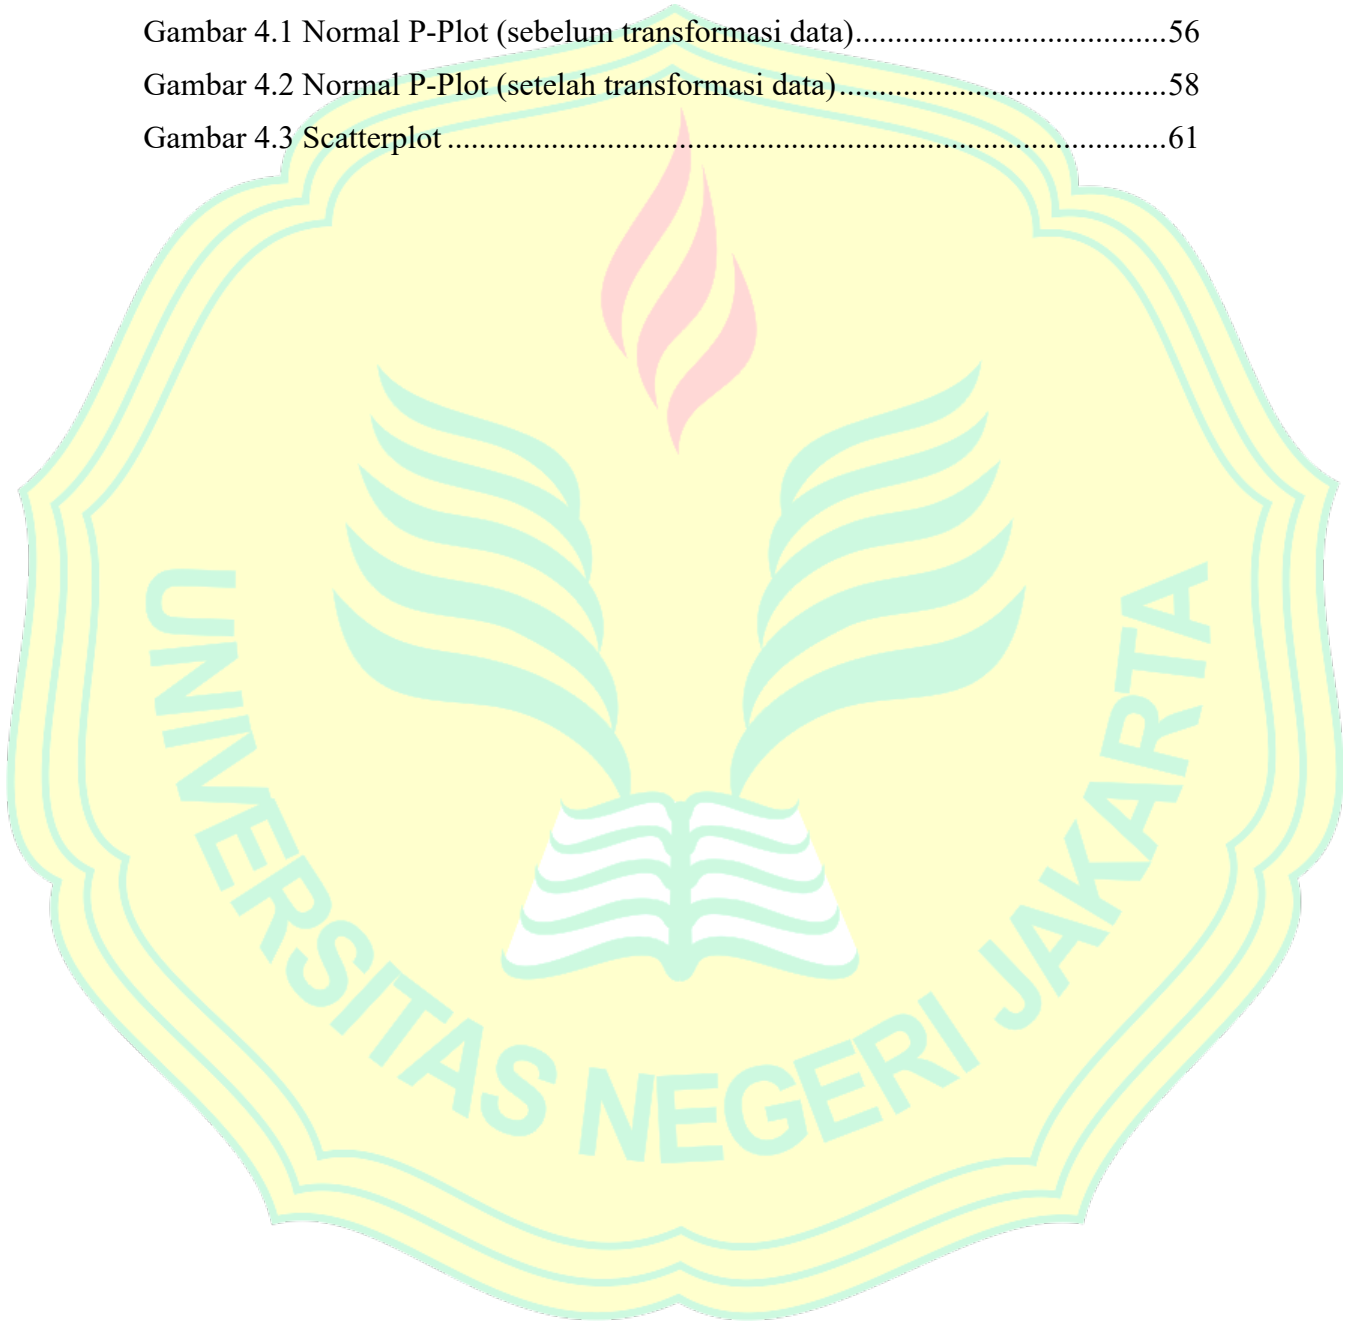 Gambar 4.1 Normal P-Plot (sebelum transformasi data)...................................56
Gambar 4.2 Normal P-Plot (setelah transformasi data).....................................58
Gambar 4.3 Scatterplot..................................................................................61
UNIVERSITAS NEGERI JAKARTA